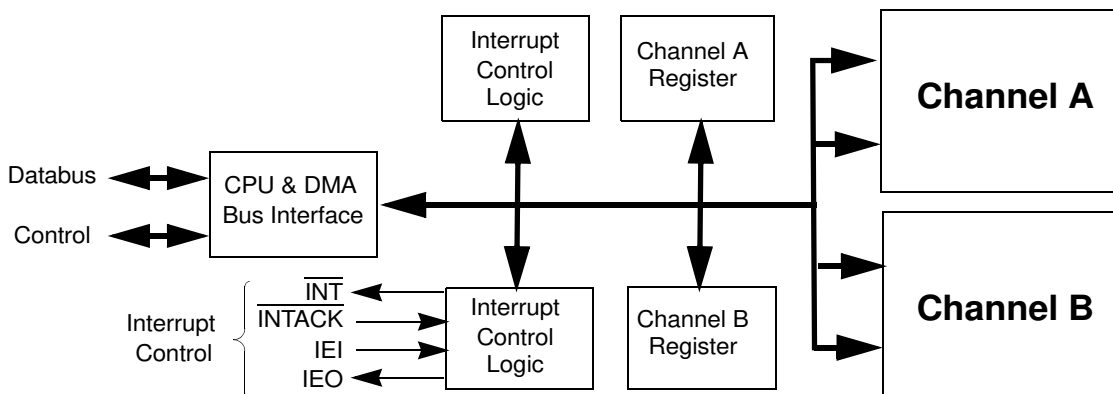 Interrupt
Control
Logic
Channel A
Register
Channel A
Databus
Control
CPU & DMA
Bus Interface
Interrupt
Control
INT
INTACK
IEI
IEO
Interrupt
Control
Logic
Channel B
Register
Channel B